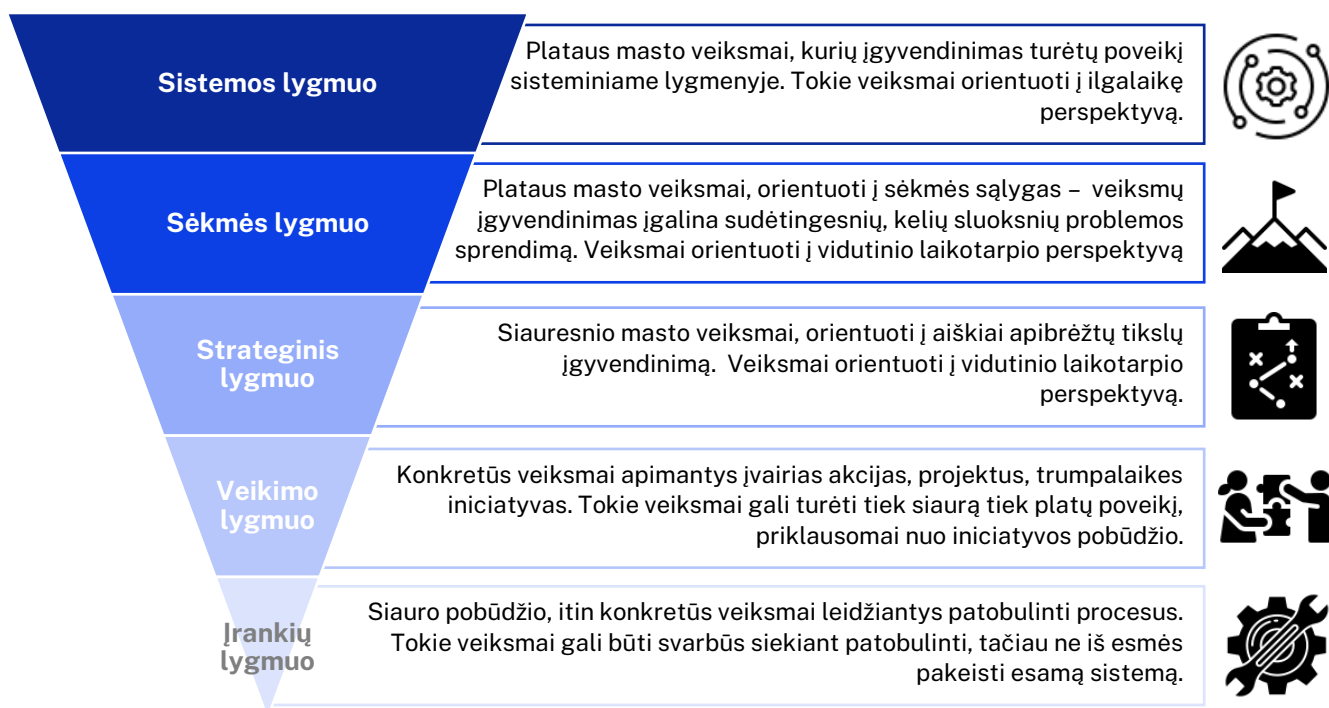 Sistemos lygmuo
Plataus masto veiksmai, kurių įgyvendinimas turėtų poveikį
sisteminiame lygmenyje. Tokie veiksmai orientuoti į ilgalaikę
perspektyvą.
Sėkmės lygmuo
Plataus masto veiksmai, orientuoti į sėkmės sąlygas – veiksmų
įgyvendinimas įgalina sudėtingesnių, kelių sluoksnių problemos
sprendimą. Veiksmai orientuoti į vidutinio laikotarpio perspektyvą
Strateginis
lygmuo
Siauresnio masto veiksmai, orientuoti į aiškiai apibrėžtų tikslų
įgyvendinimą. Veiksmai orientuoti į vidutinio laikotarpio
perspektyvą.
Veikimo
lygmuo
Konkretūs veiksmai apimantys įvairias akcijas, projektus, trumpalaikes
iniciatyvas. Tokie veiksmai gali turėti tiek siaurą tiek platų poveikį,
priklausomai nuo iniciatyvos pobūdžio.
Įrankių
lygmuo
Siauro pobūdžio, itin konkretūs veiksmai leidžiantys patobulinti procesus.
Tokie veiksmai gali būti svarbūs siekiant patobulinti, tačiau ne iš esmės
pakeisti esamą sistemą.